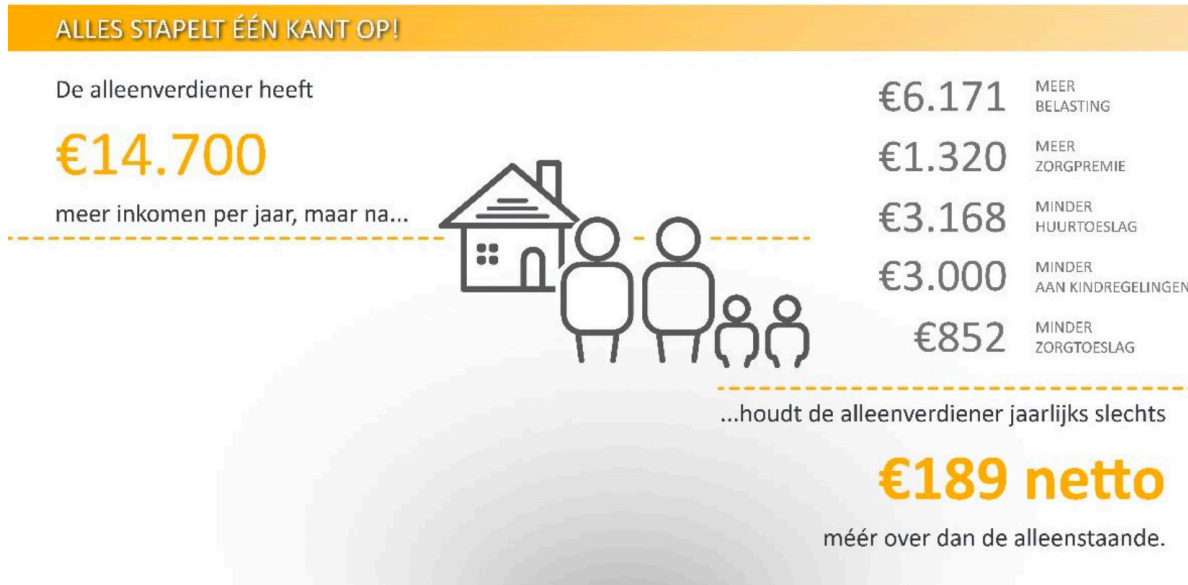 ALLES STAPELT ÉÉN KANT OP!
De alleenverdiener heeft
€14.700
meer inkomen per jaar, maar na...
€6.171 MEER
BELASTING
€1.320 MEER
ZORGPREMIE
€3.168 MINDER
HUURTOESLAG
€3.000 MINDER
AAN KINDREGELINGEN
€852 MINDER
ZORGTOESLAG
...houdt de alleenverdiener jaarlijks slechts
€189 netto
méér over dan de alleenstaande.